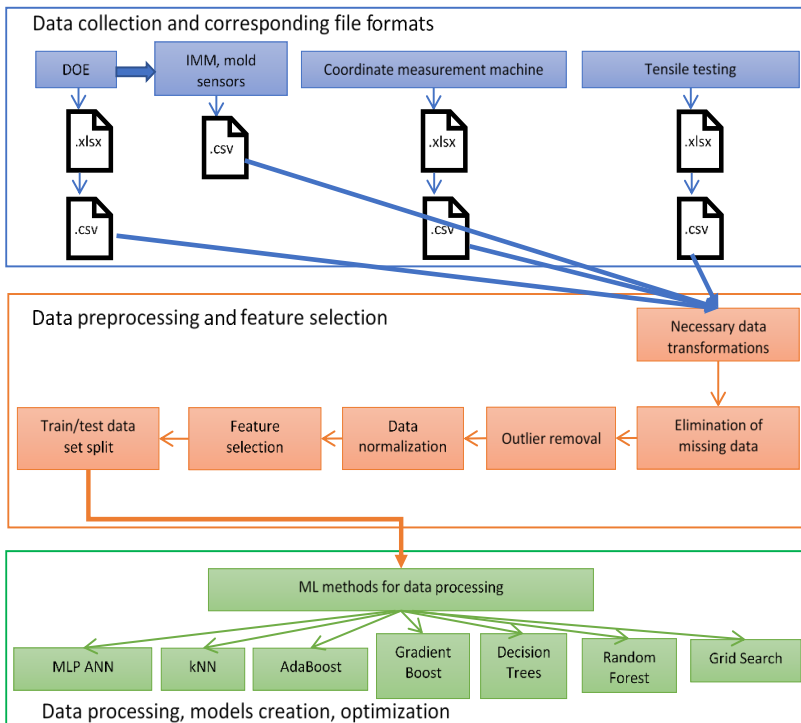 Data collection and corresponding file formats
DOE
IMM, mold
sensors
Coordinate measurement machine
Tensile testing
.xlsx
.csv
.xlsx
.xlsx
.csv
.csv
.csv
Data preprocessing and feature selection
Necessary data
transformations
Train/test data
set split
Feature
selection
Data
normalization
Outlier removal
Elimination of
missing data
ML methods for data processing
MLP ANN
kNN
AdaBoost
Gradient
Boost
Decision
Trees
Random
Forest
Grid Search
Data processing, models creation, optimization